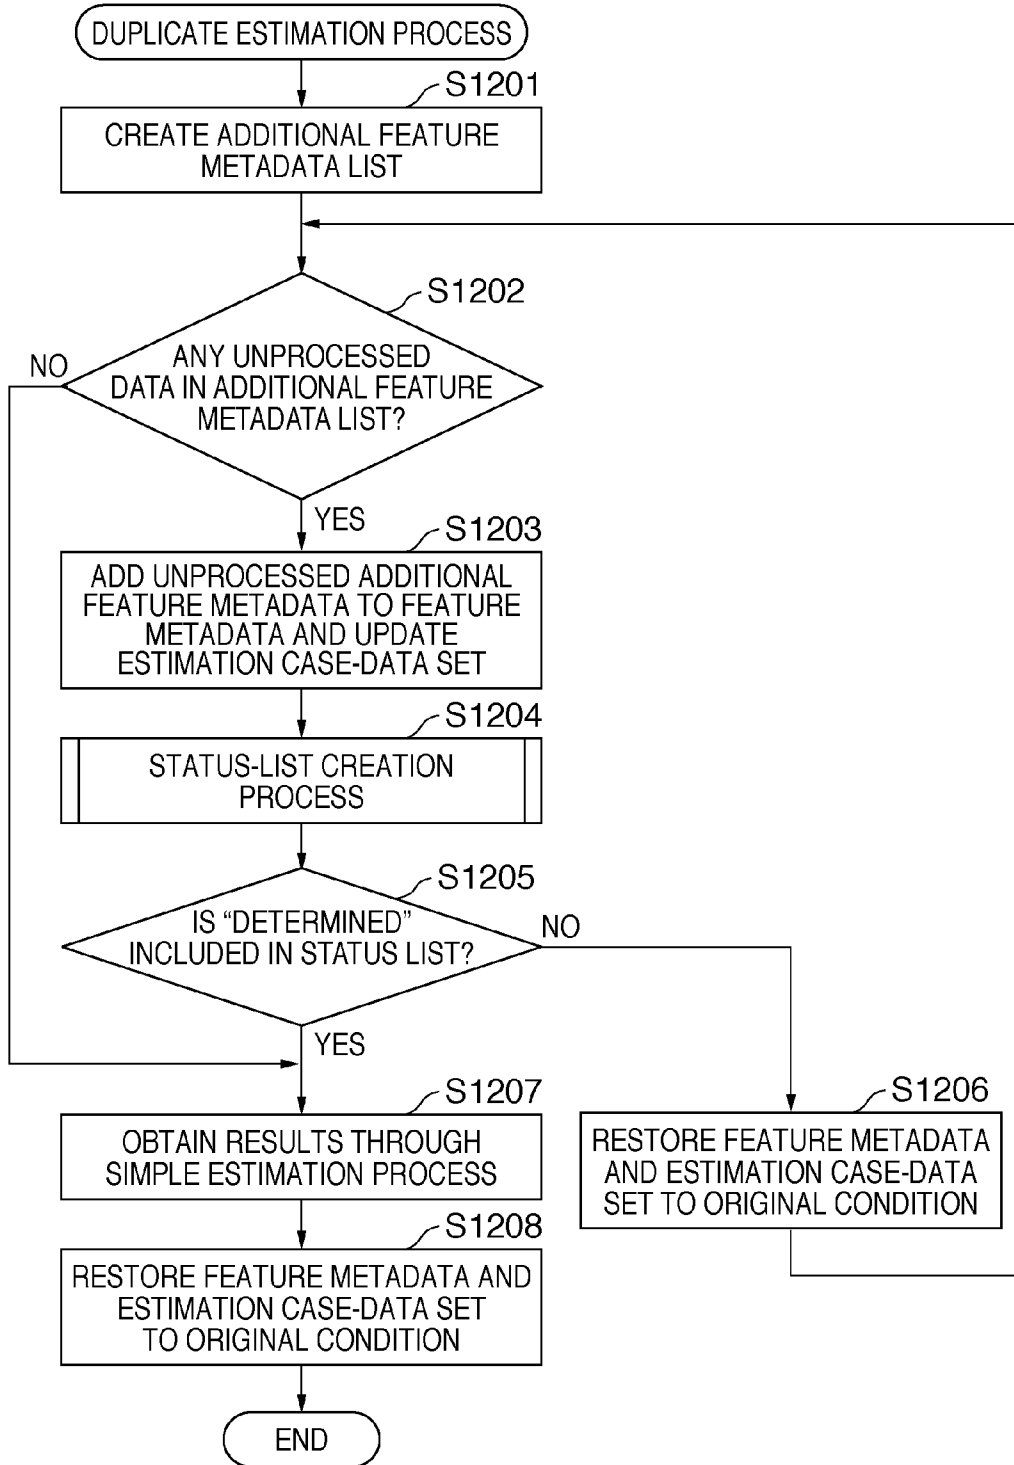 DUPLICATE ESTIMATION PROCESS
S1201
CREATE ADDITIONAL FEATURE
METADATA LIST
S1202
ANY UNPROCESSED
DATA IN ADDITIONAL FEATURE
METADATA LIST?
NO
YES
S1203
ADD UNPROCESSED ADDITIONAL
FEATURE METADATA TO FEATURE
METADATA AND UPDATE
ESTIMATION CASE-DATA SET
S1204
STATUS-LIST CREATION
PROCESS
S1205
IS “DETERMINED”
INCLUDED IN STATUS LIST?
NO
YES
S1206
RESTORE FEATURE METADATA
AND ESTIMATION CASE-DATA
SET TO ORIGINAL CONDITION
S1207
OBTAIN RESULTS THROUGH
SIMPLE ESTIMATION PROCESS
S1208
RESTORE FEATURE METADATA AND
ESTIMATION CASE-DATA SET
TO ORIGINAL CONDITION
END